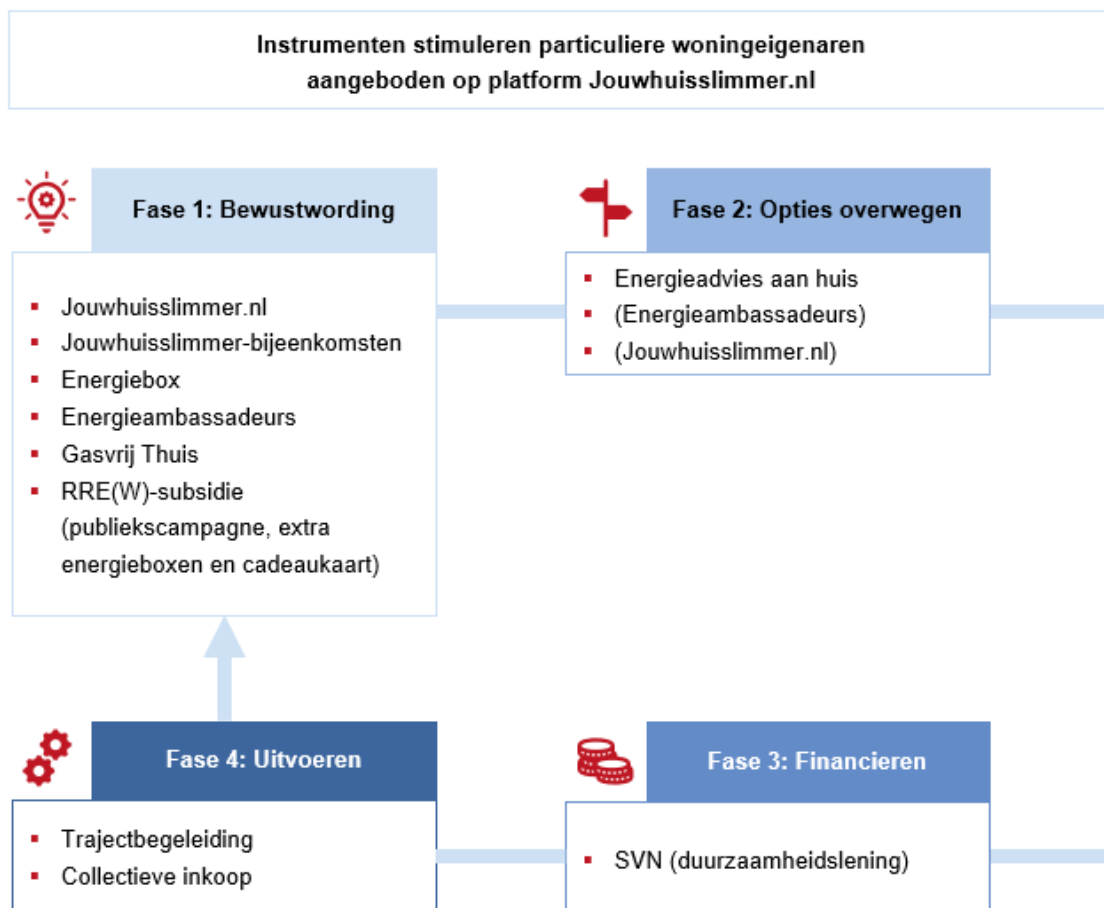 Instrumenten stimuleren particuliere woningeigenaren
aangeboden op platform Jouwhuisslimmer.nl
Fase 1: Bewustwording
Jouwhuisslimmer.nl
Jouwhuisslimmer-bijeenkomsten
Energiebox
Energieambassadeurs
Gasvrij Thuis
RRE(W)-subsidie
(publiekscampagne, extra
energieboxen en cadeaukaart)
Fase 2: Opties overwegen
Energieadvies aan huis
(Energieambassadeurs)
(Jouwhuisslimmer.nl)
Fase 3: Financieren
SVN (duurzaamheidslening)
Fase 4: Uitvoeren
Trajectbegeleiding
Collectieve inkoop